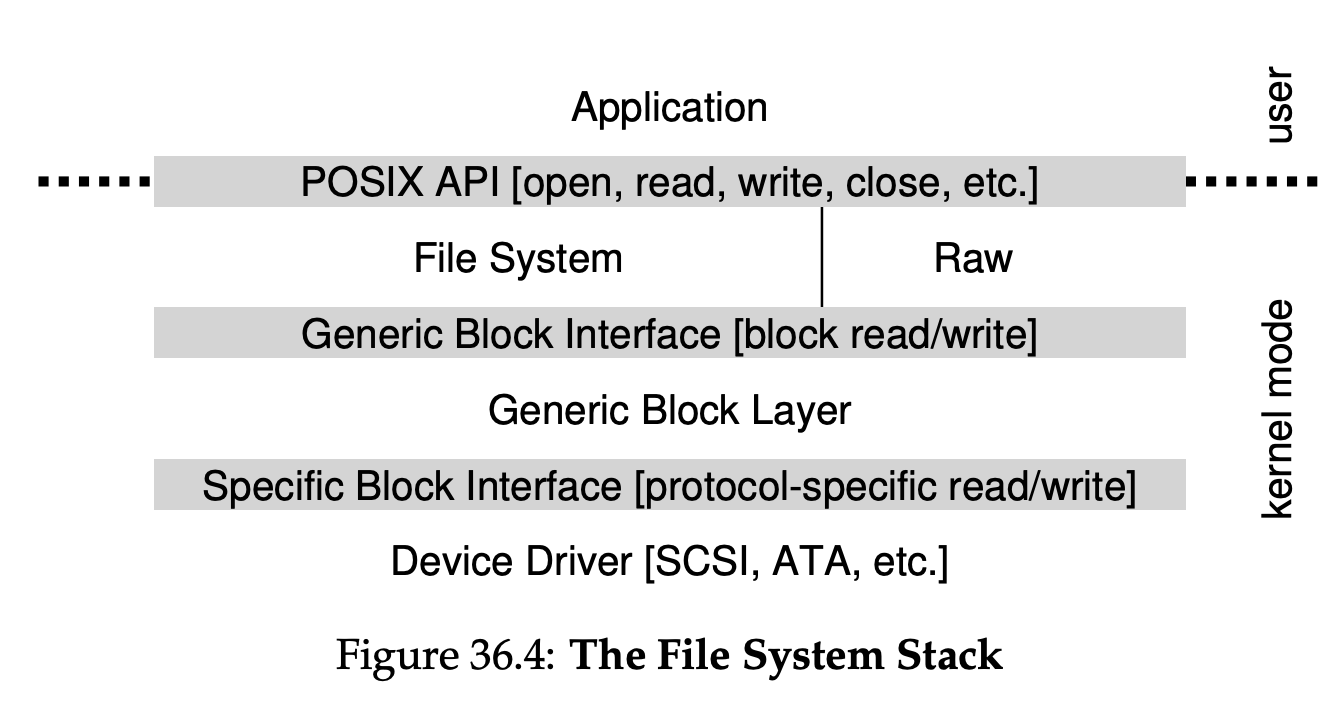 user
Application
POSIX API [open, read, write, close, etc.]
File System
Raw
kernel mode
Generic Block Interface [block read/write]
Generic Block Layer
Specific Block Interface [protocol-specific read/write]
Device Driver [SCSI, ATA, etc.]
Figure 36.4: The File System Stack